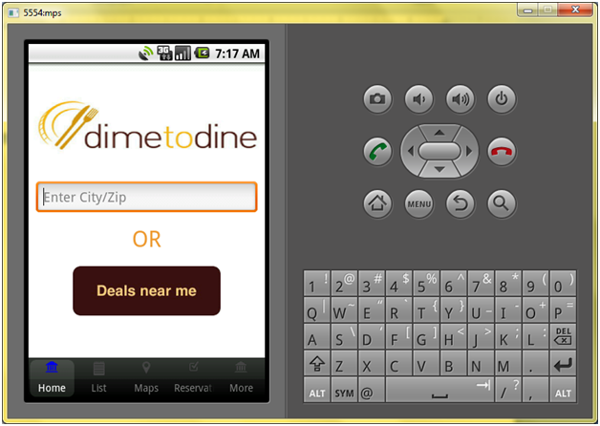 5554:mps
3G
7:17 AM
dimetodine
Enter City/Zip
OR
Deals near me
Home List Maps Reserva! More
MENU
1 ! 2 @ 3 # 4 $ 5 % 6 ^ 7 & 8 * 9 ( 0 )
Q | W ~ E " R ` T { Y } U _ I - O + P =
A S \ D ' F [ G ] H < J > K ; L : DEL
Z X C V B N M .
ALT SYM @ / ? , ALT